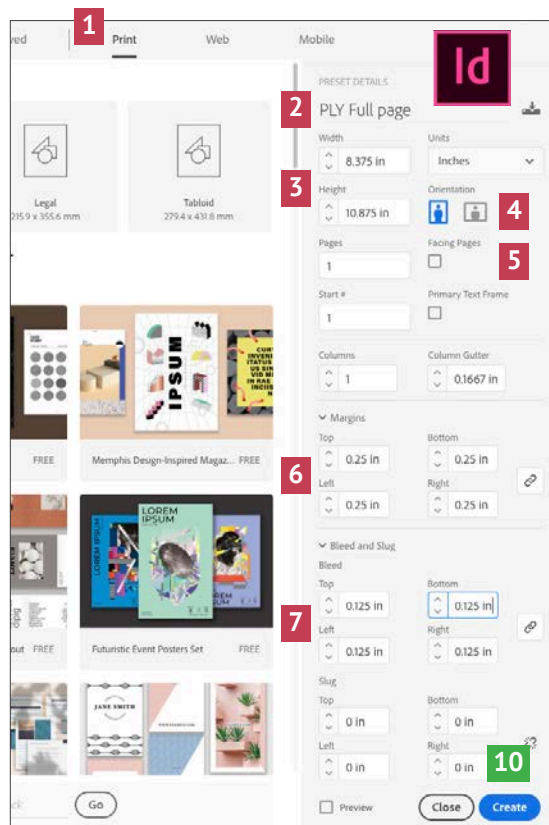 1
ved Print Web Mobile
Id
PRESET DETAILS
2 PLY Full page
Width Units
8.375 in Inches
3 Height Orientation
10.875 in 4
Pages Facing Pages
1 5
Start # Primary Text Frame
1
Columns Column Gutter
1 0.1667 in
Margins
Top Bottom
0.25 in 0.25 in
6 Left Right
0.25 in 0.25 in
Bleed and Slug
Bleed
Top Bottom
0.125 in 0.125 in
7 Left Right
0.125 in 0.125 in
Slug
Top Bottom
0 in 0 in
Left Right
0 in 0 in 10
Preview Close Create
Legal Tabloid
215.9 x 355.6 mm 279.4 x 431.8 mm
IPSUM
FREE Memphis Design-Inspired Magaz... FREE
LOREM
IPSUM
out FREE Futuristic Event Posters Set FREE
JANE SMITH
Go